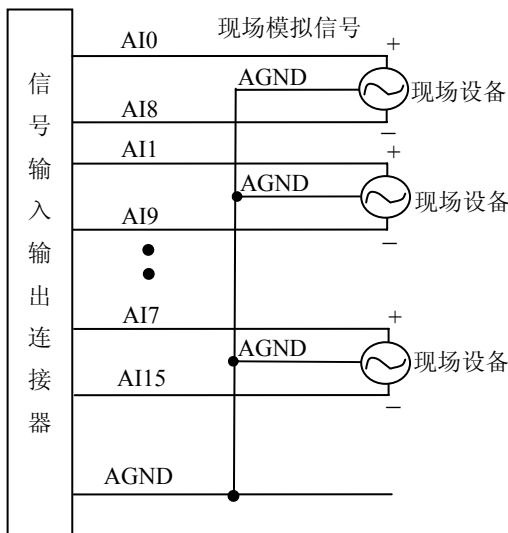 信号输入输出连接器
现场模拟信号
AI0
+
AGND
现场设备
AI8
−
AI1
+
AGND
现场设备
AI9
−
AI7
+
AGND
现场设备
AI15
−
AGND